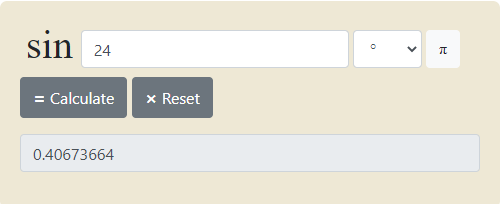 sin 24 ° π
= Calculate × Reset
0.40673664